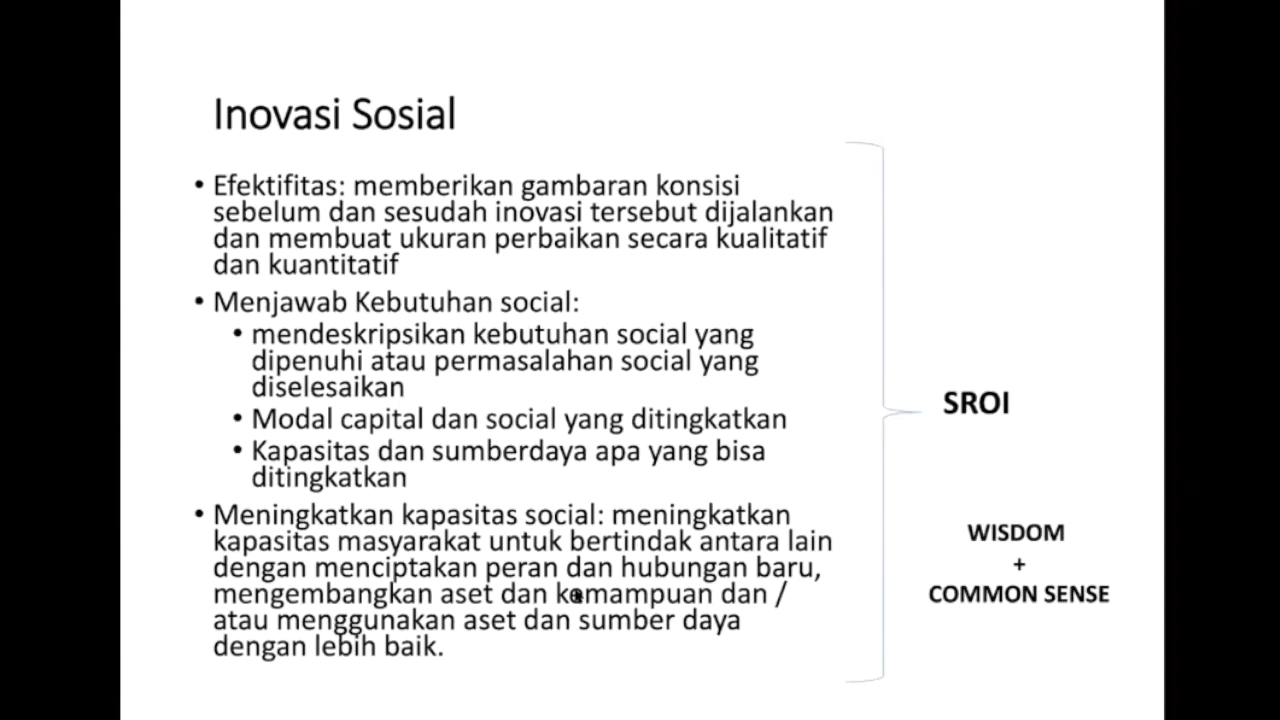 Inovasi Sosial
• Efektifitas: memberikan gambaran konsisi
sebelum dan sesudah inovasi tersebut dijalankan
dan membuat ukuran perbaikan secara kualitatif
dan kuantitatif
• Menjawab Kebutuhan social:
• mendeskripsikan kebutuhan social yang
dipenuhi atau permasalahan social yang
diselesaikan
• Modal capital dan social yang ditingkatkan
• Kapasitas dan sumberdaya apa yang bisa
ditingkatkan
• Meningkatkan kapasitas social: meningkatkan
kapasitas masyarakat untuk bertindak antara lain
dengan menciptakan peran dan hubungan baru,
mengembangkan aset dan kemampuan dan /
atau menggunakan aset dan sumber daya
dengan lebih baik.
SROI
WISDOM
+
COMMON SENSE